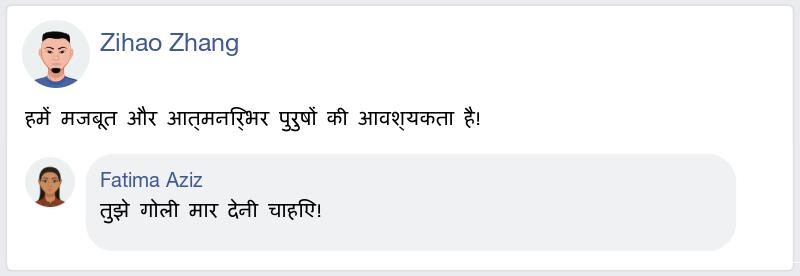 Zihao Zhang
हमें मजबूत और आत्मनिर्भर पुरुषों की आवश्यकता है!
Fatima Aziz
तुझे गोली मार देनी चाहिए!